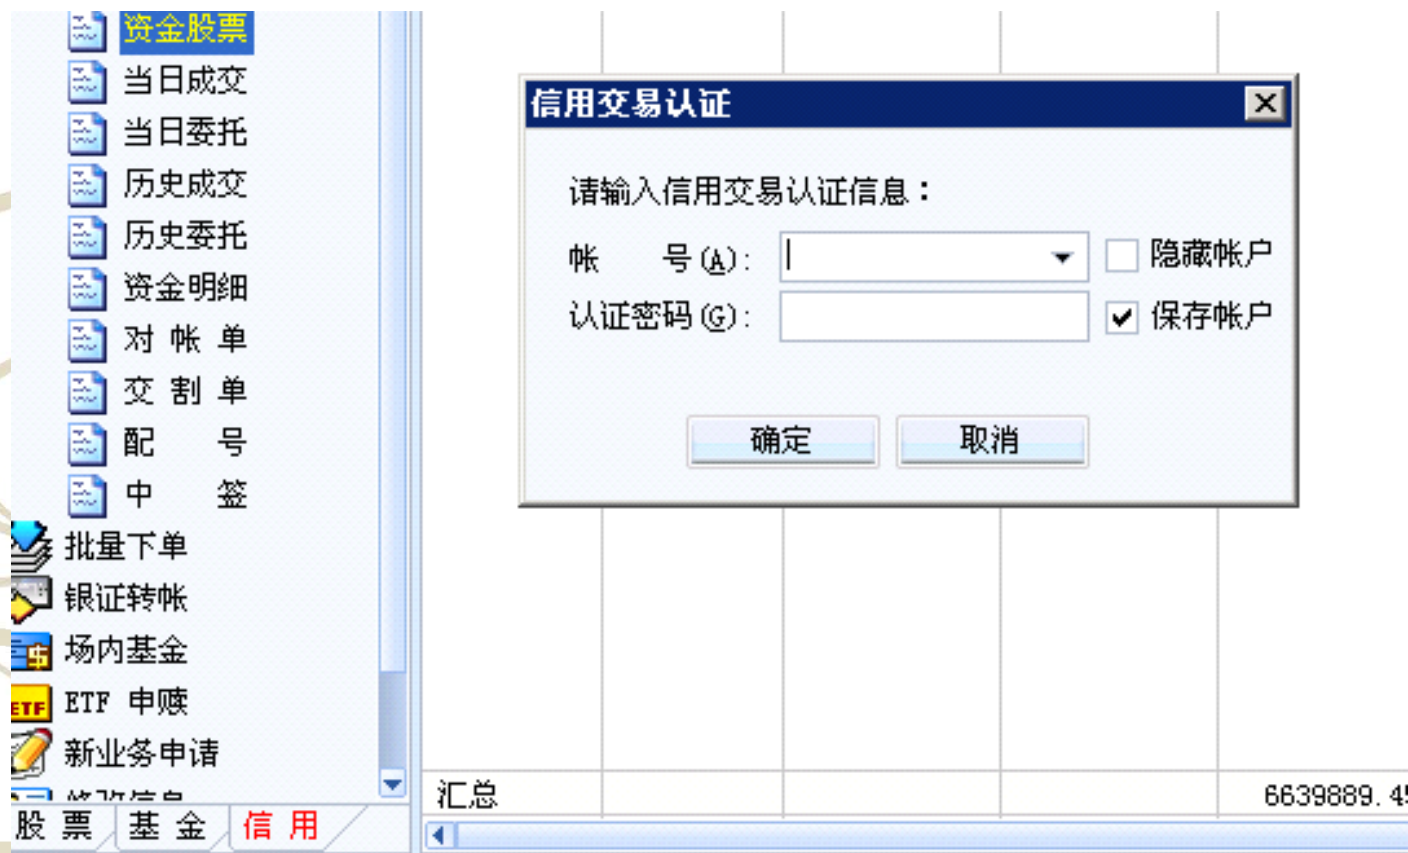 资金股票
当日成交
当日委托
历史成交
历史委托
资金明细
对 帐 单
交 割 单
配 号
中 签
批量下单
银证转帐
场内基金
ETF
ETF 申赎
新业务申请
股 票
基 金
信 用
信用交易认证
请输入信用交易认证信息：
帐 号(A):
隐藏帐户
认证密码(G):
保存帐户
确定
取消
汇总
6639889.45